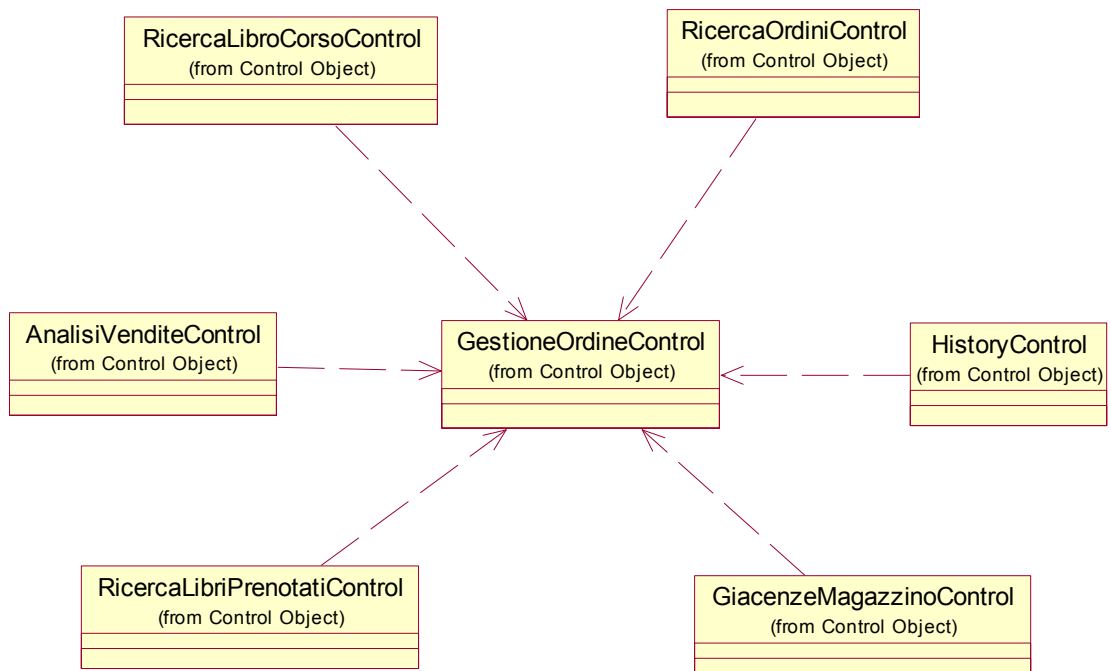 RicercaLibroCorsoControl
(from Control Object)
RicercaOrdiniControl
(from Control Object)
AnalisiVenditeControl
(from Control Object)
GestioneOrdineControl
(from Control Object)
HistoryControl
(from Control Object)
RicercaLibriPrenotatiControl
(from Control Object)
GiacenzeMagazzinoControl
(from Control Object)